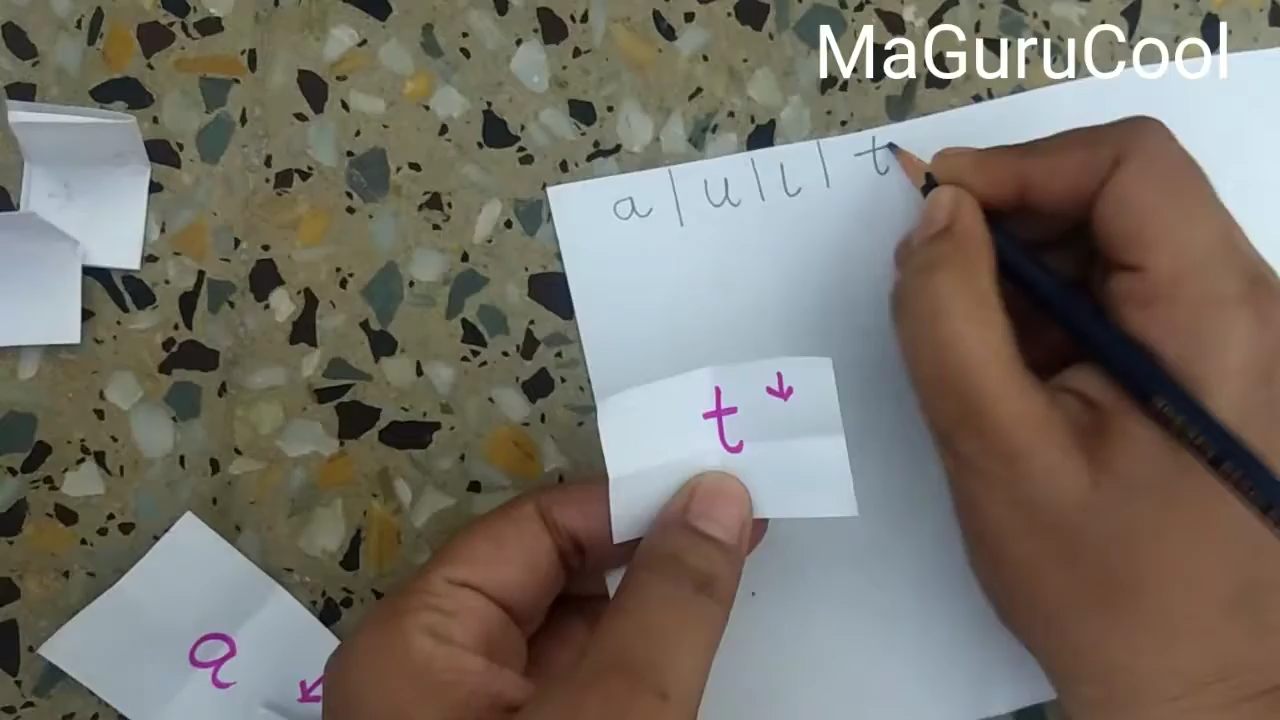 MaGuruCool
a | u | i | t
t ↓
a ↓